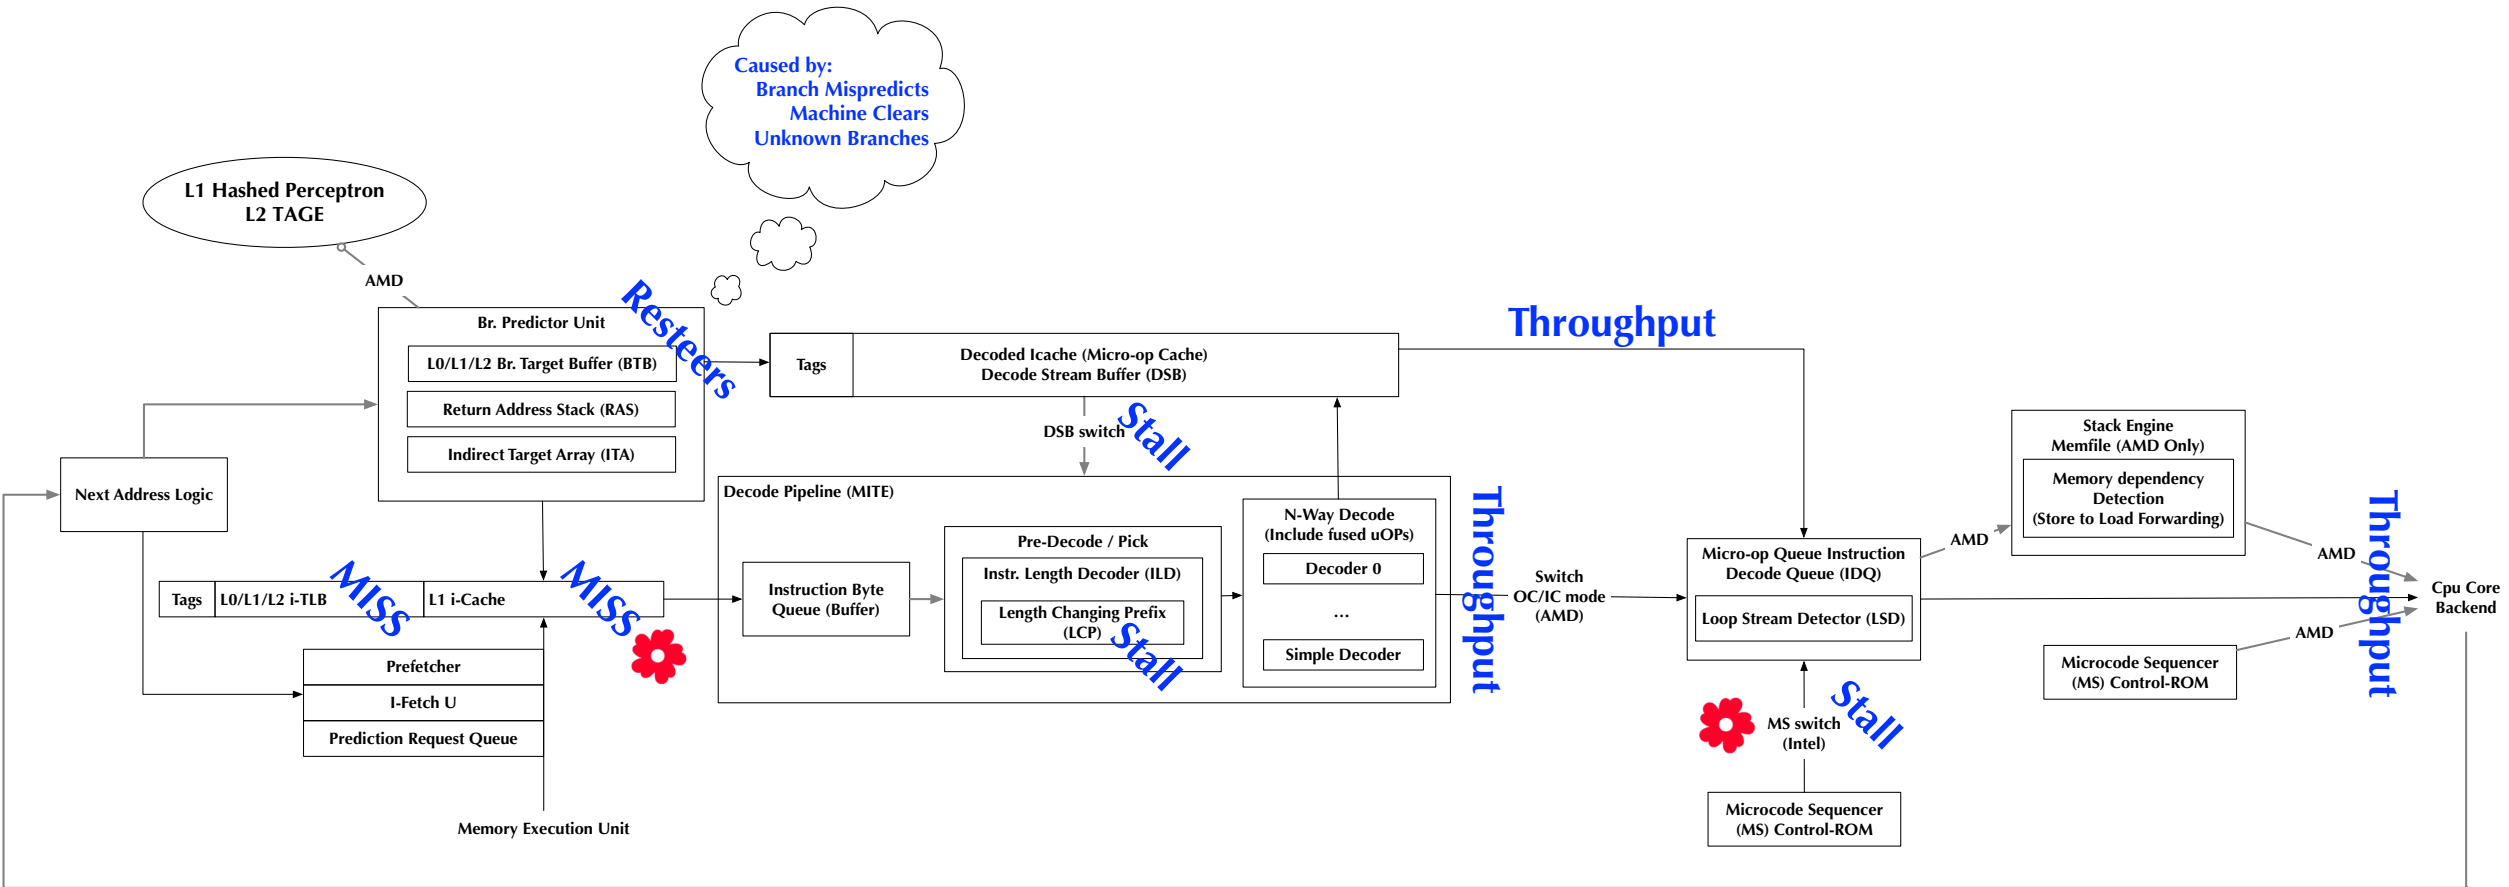 Caused by:
Branch Mispredicts
Machine Clears
Unknown Branches
L1 Hashed Perceptron
L2 TAGE
AMD
Resteers
Br. Predictor Unit
L0/L1/L2 Br. Target Buffer (BTB)
Return Address Stack (RAS)
Indirect Target Array (ITA)
Tags
Decoded Icache (Micro-op Cache)
Decode Stream Buffer (DSB)
Throughput
DSB switch
Stall
Next Address Logic
Tags
L0/L1/L2 i-TLB
MISS
L1 i-Cache
MISS
Prefetcher
I-Fetch U
Prediction Request Queue
Memory Execution Unit
Decode Pipeline (MITE)
Instruction Byte
Queue (Buffer)
Pre-Decode / Pick
Instr. Length Decoder (ILD)
Length Changing Prefix
(LCP)
Stall
N-Way Decode
(Include fused uOPs)
Decoder 0
...
Simple Decoder
Throughput
Switch
OC/IC mode
(AMD)
Micro-op Queue Instruction
Decode Queue (IDQ)
Loop Stream Detector (LSD)
MS switch
(Intel)
Stall
Microcode Sequencer
(MS) Control-ROM
AMD
Stack Engine
Memfile (AMD Only)
Memory dependency
Detection
(Store to Load Forwarding)
AMD
Microcode Sequencer
(MS) Control-ROM
AMD
Throughput
Cpu Core
Backend